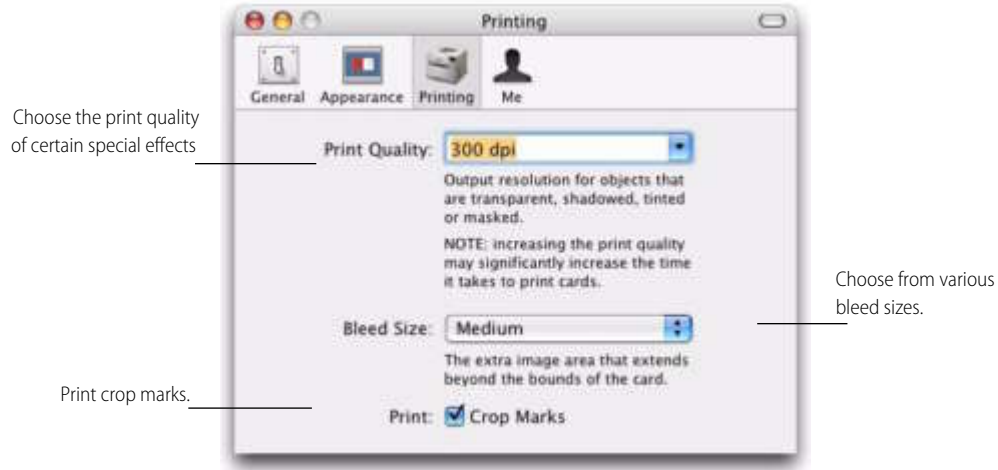 Printing
General Appearance Printing Me
Choose the print quality
of certain special effects
Print Quality: 300 dpi
Output resolution for objects that
are transparent, shadowed, tinted
or masked.
NOTE: increasing the print quality
may significantly increase the time
it takes to print cards.
Choose from various
bleed sizes.
Bleed Size: Medium
The extra image area that extends
beyond the bounds of the card.
Print crop marks.
Print: Crop Marks